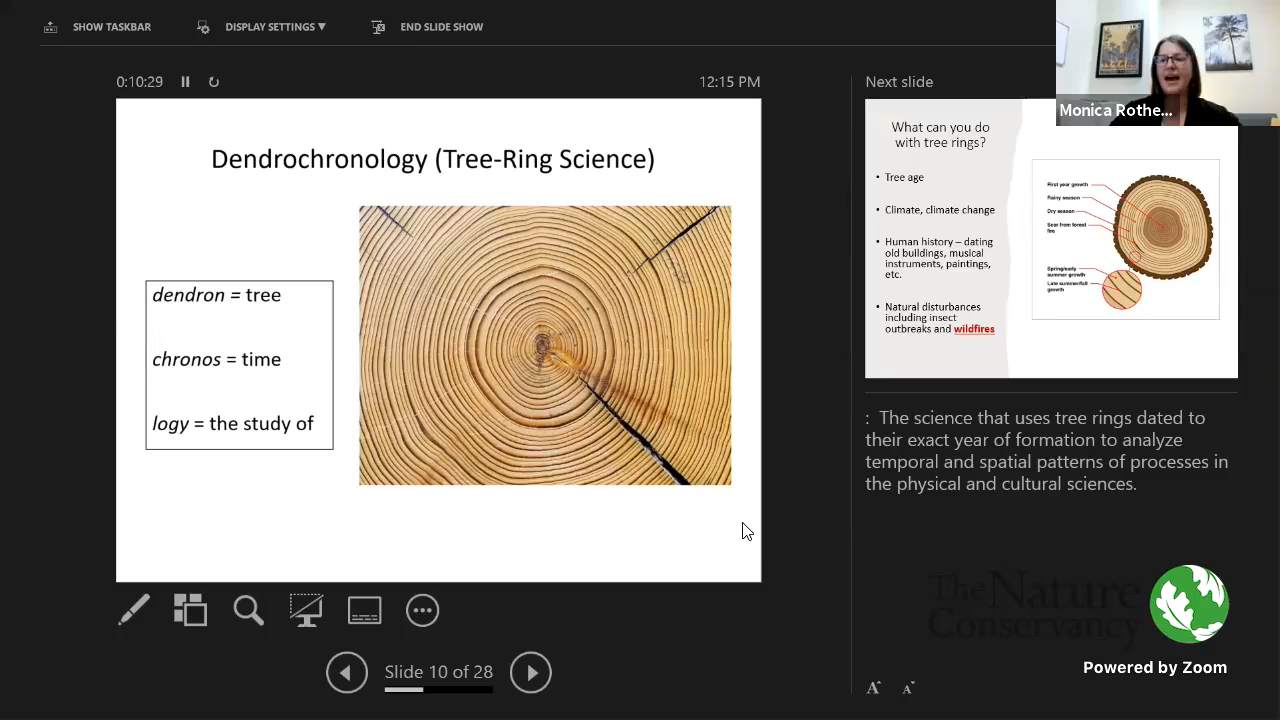 SHOW TASKBAR
DISPLAY SETTINGS ▼
END SLIDE SHOW
0:10:29
12:15 PM
Dendrochronology (Tree-Ring Science)
dendron = tree
chronos = time
logy = the study of
Slide 10 of 28
Next slide
What can you do
with tree rings?
• Tree age
• Climate, climate change
• Human history – dating
old buildings, musical
instruments, paintings,
etc.
• Natural disturbances
including insect
outbreaks and wildfires
First year growth
Rainy season
Dry season
Scar from forest
fire
Spring/early
summer growth
Late summer/fall
growth
Monica Rothe...
: The science that uses tree rings dated to
their exact year of formation to analyze
temporal and spatial patterns of processes in
the physical and cultural sciences.
The Nature
Conservancy
Powered by Zoom
A
A